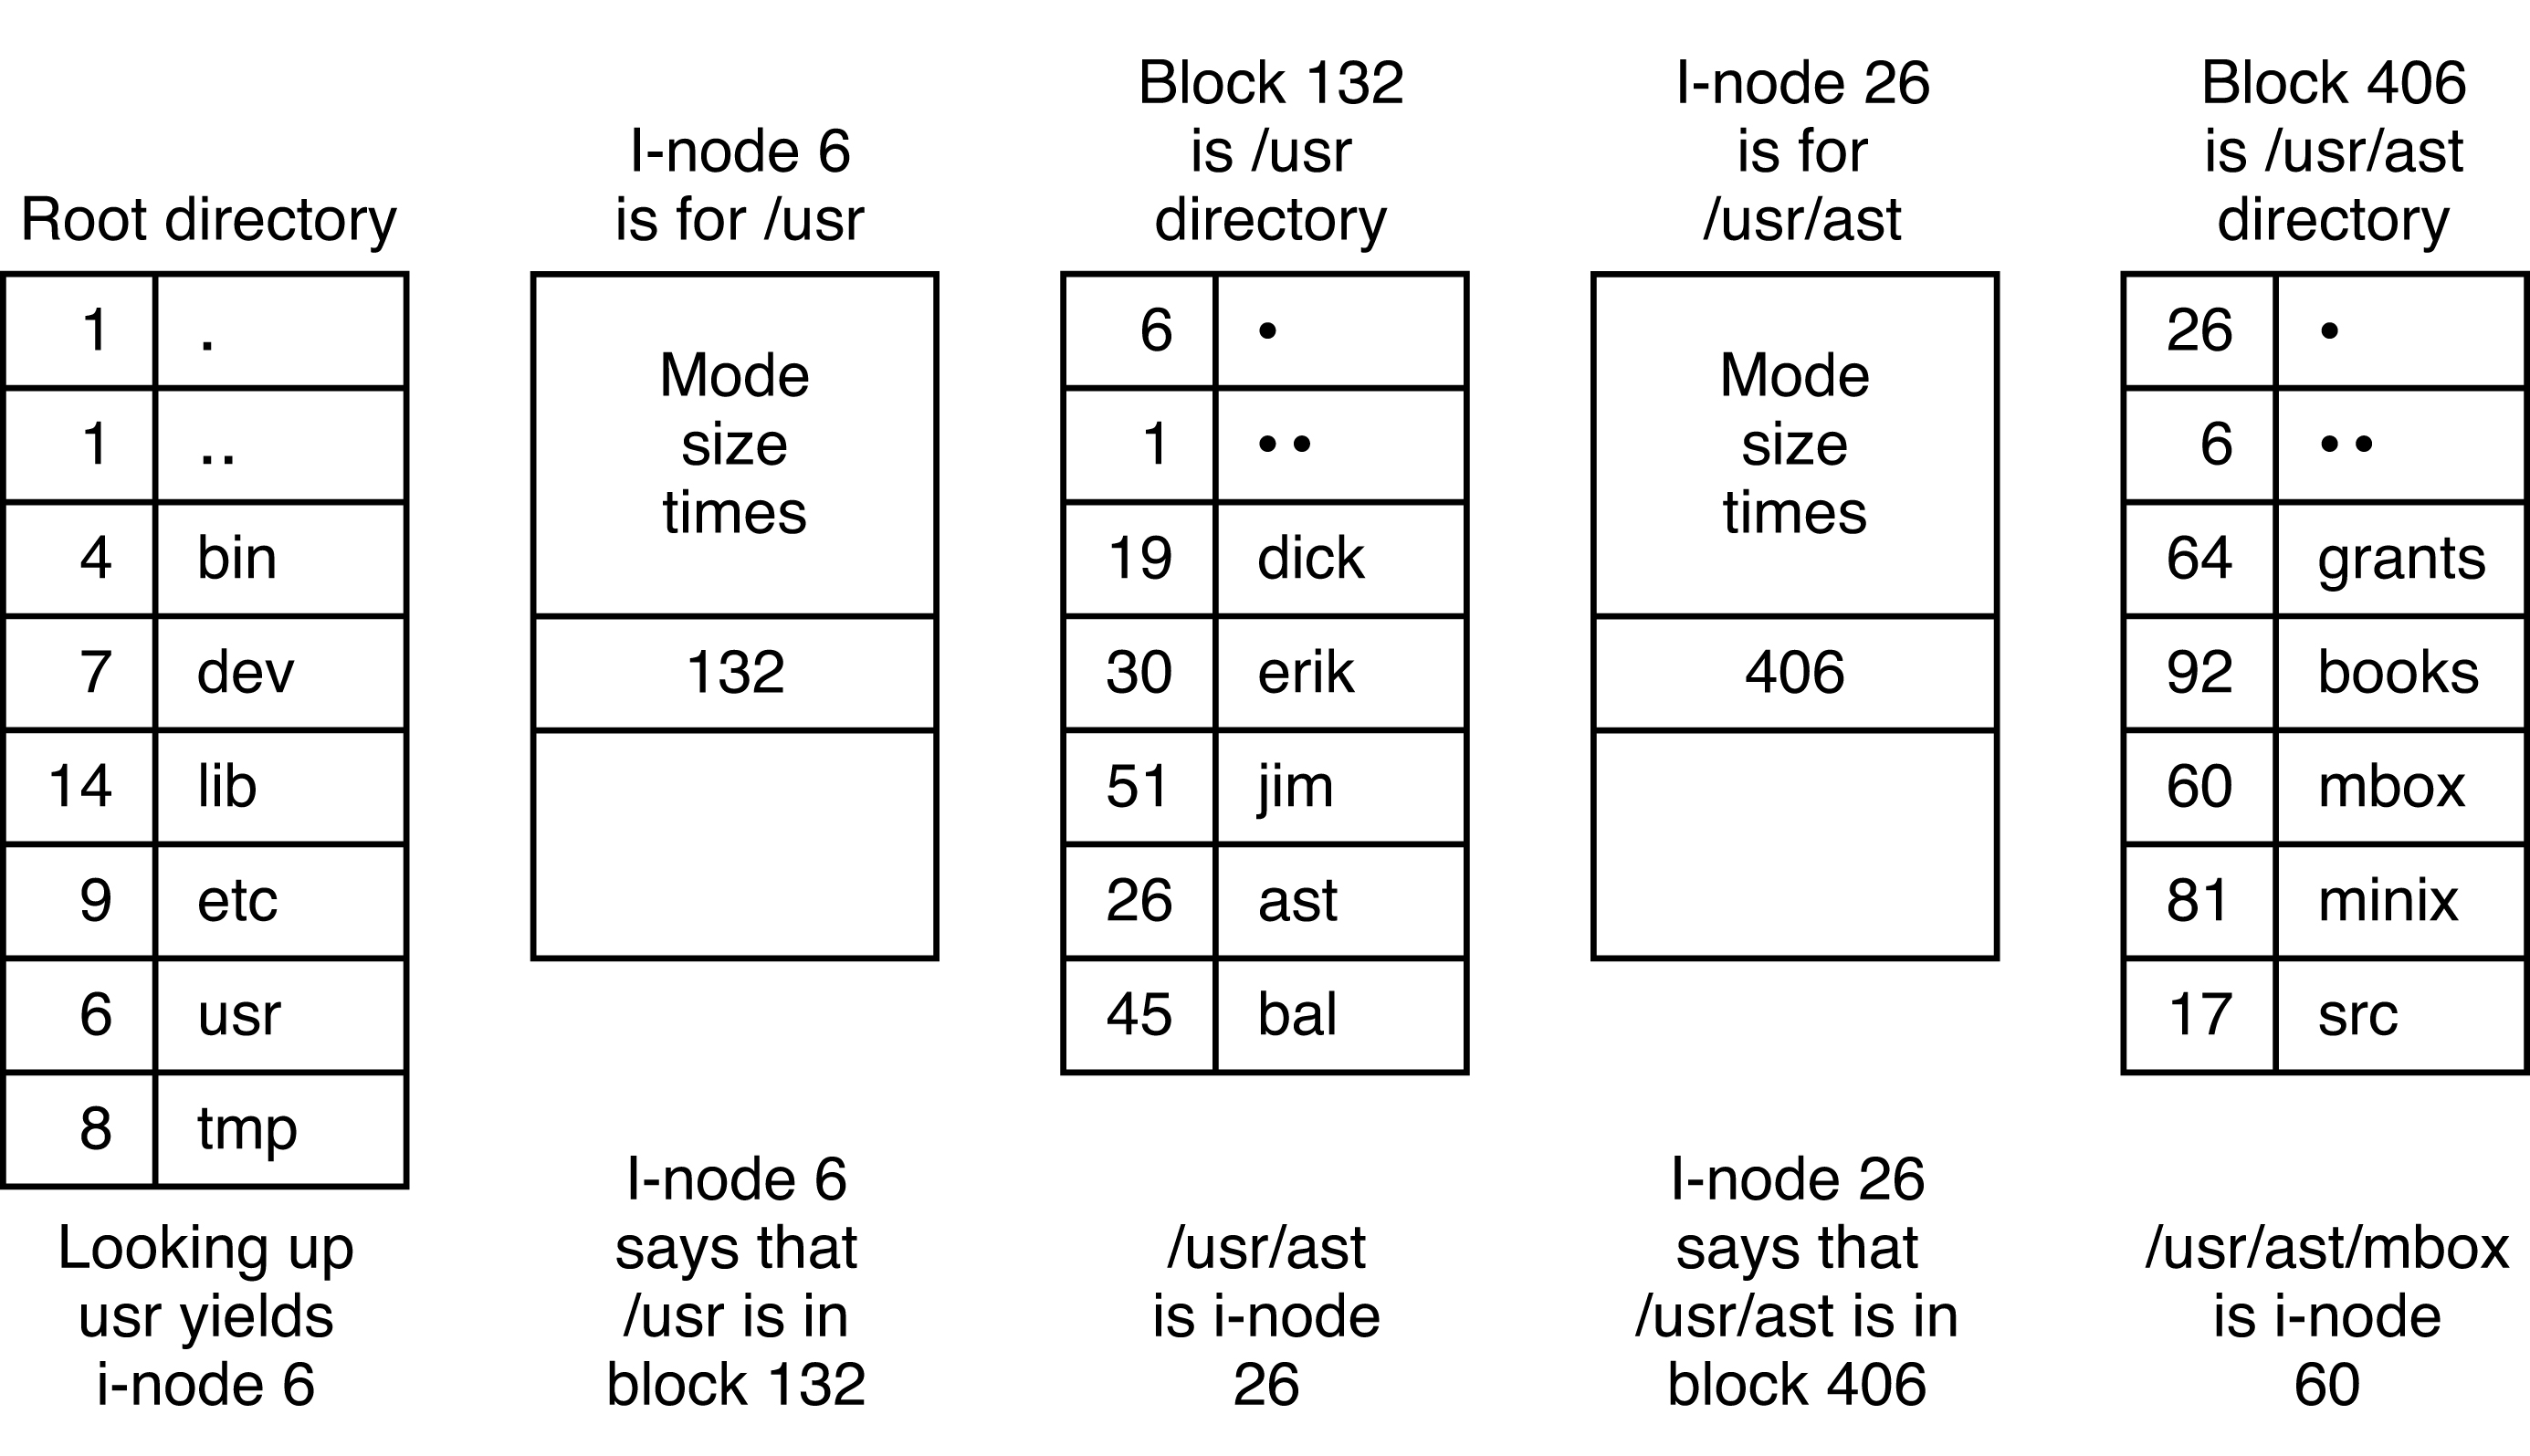 Root directory
1 .
1 ..
4 bin
7 dev
14 lib
9 etc
6 usr
8 tmp
Looking up
usr yields
i-node 6
I-node 6
is for /usr
Mode
size
times
132
I-node 6
says that
/usr is in
block 132
Block 132
is /usr
directory
6 •
1 ••
19 dick
30 erik
51 jim
26 ast
45 bal
/usr/ast
is i-node
26
I-node 26
is for
/usr/ast
Mode
size
times
406
I-node 26
says that
/usr/ast is in
block 406
Block 406
is /usr/ast
directory
26 •
6 ••
64 grants
92 books
60 mbox
81 minix
17 src
/usr/ast/mbox
is i-node
60